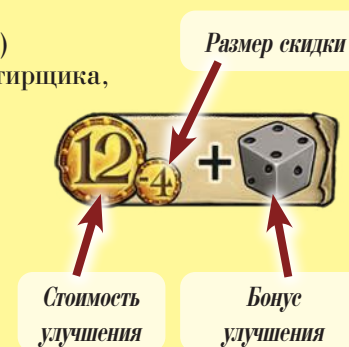 )
тирщика,
Размер скидки
12 -4 +
Стоимость
улучшения
Бонус
улучшения